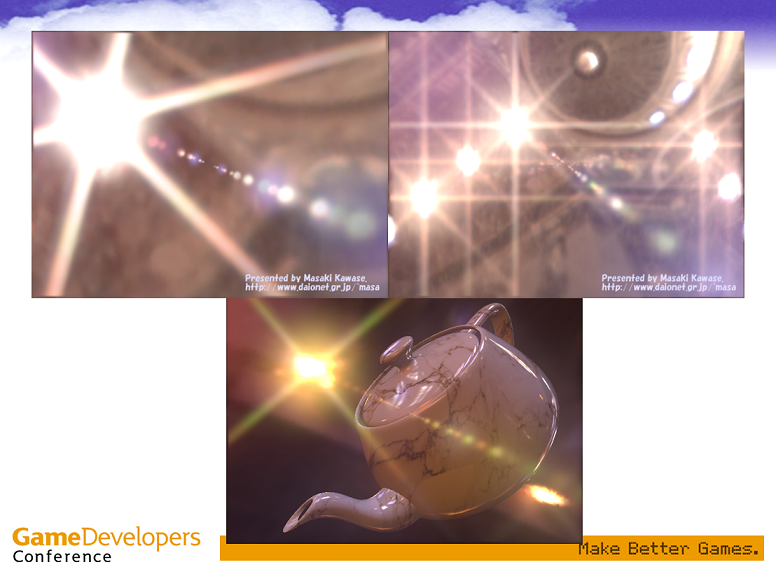 Presented by Masaki Kawase,
http://www.daionet.gr.jp/~masa
Presented by Masaki Kawase,
http://www.daionet.gr.jp/~masa
GameDevelopers
Conference
Make Better Games.